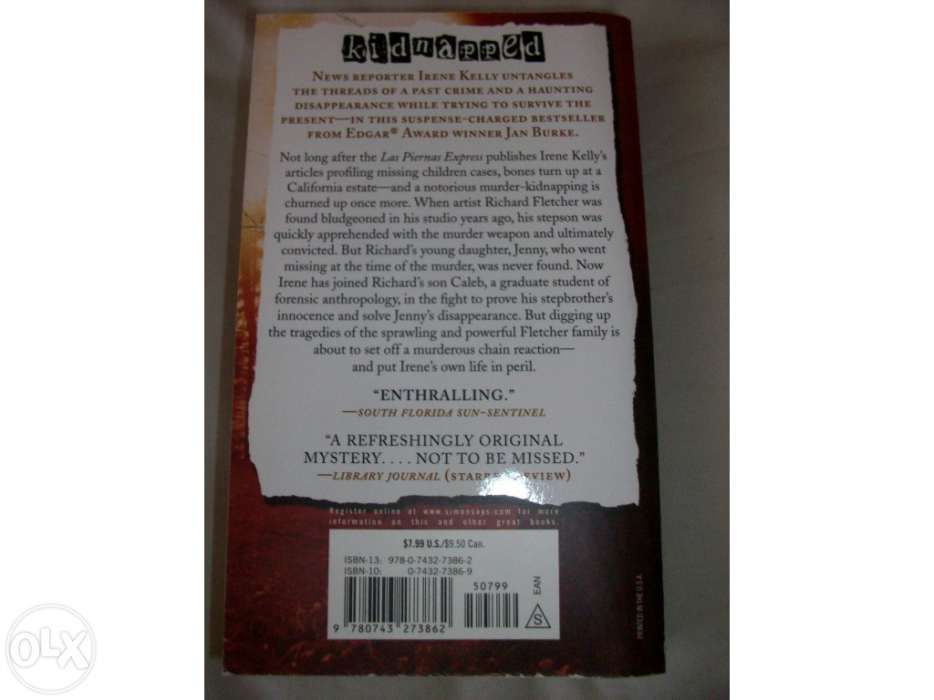 kidnapped
NEWS REPORTER IRENE KELLY UNTANGLES
THE THREADS OF A PAST CRIME AND A HAUNTING
DISAPPEARANCE WHILE TRYING TO SURVIVE THE
PRESENT—IN THIS SUSPENSE-CHARGED BESTSELLER
FROM EDGAR® AWARD WINNER JAN BURKE.
Not long after the Las Piernas Express publishes Irene Kelly's
articles profiling missing children cases, bones turn up at a
California estate—and a notorious murder-kidnapping is
churned up once more. When artist Richard Fletcher was
found bludgeoned in his studio years ago, his stepson was
quickly apprehended with the murder weapon and ultimately
convicted. But Richard's young daughter, Jenny, who went
missing at the time of the murder, was never found. Now
Irene has joined Richard's son Caleb, a graduate student of
forensic anthropology, in the fight to prove his stepbrother's
innocence and solve Jenny's disappearance. But digging up
the tragedies of the sprawling and powerful Fletcher family is
about to set off a murderous chain reaction—
and put Irene's own life in peril.
"ENTHRALLING."
—SOUTH FLORIDA SUN-SENTINEL
"A REFRESHINGLY ORIGINAL
MYSTERY. . . . NOT TO BE MISSED."
—LIBRARY JOURNAL (STARRED REVIEW)
Register online at www.simonsays.com for more
information on this and other great books.
$7.99 U.S./$9.50 Can.
ISBN-13: 978-0-7432-7386-2
ISBN-10: 0-7432-7386-9
50799
EAN
S
9 780743 273862
PRINTED IN THE U.S.A.
OLX